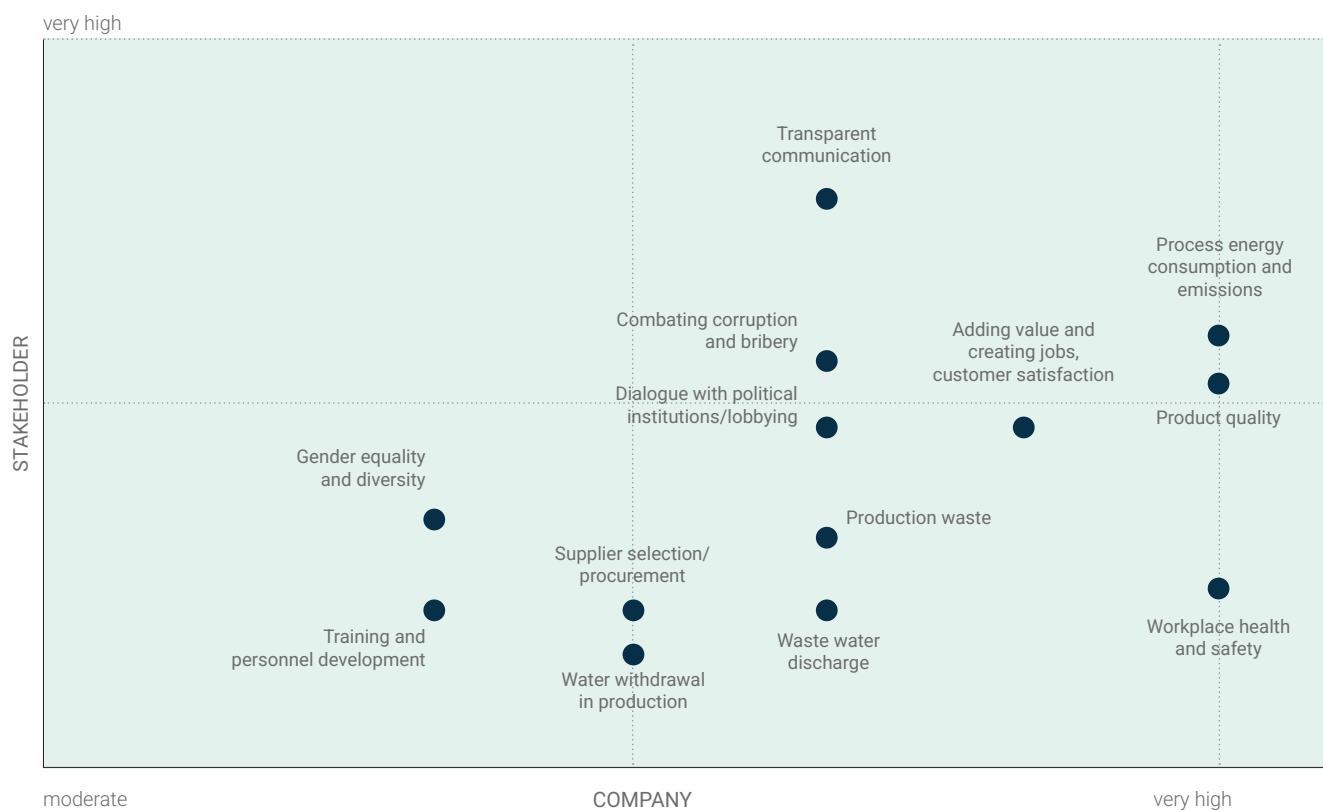 very high
Transparent
communication
Process energy
consumption and
emissions
Combating corruption
and bribery
Adding value and
creating jobs,
customer satisfaction
Dialogue with political
institutions/lobbying
Product quality
STAKEHOLDER
Gender equality
and diversity
Production waste
Supplier selection/
procurement
Training and
personnel development
Waste water
discharge
Workplace health
and safety
Water withdrawal
in production
moderate
COMPANY
very high